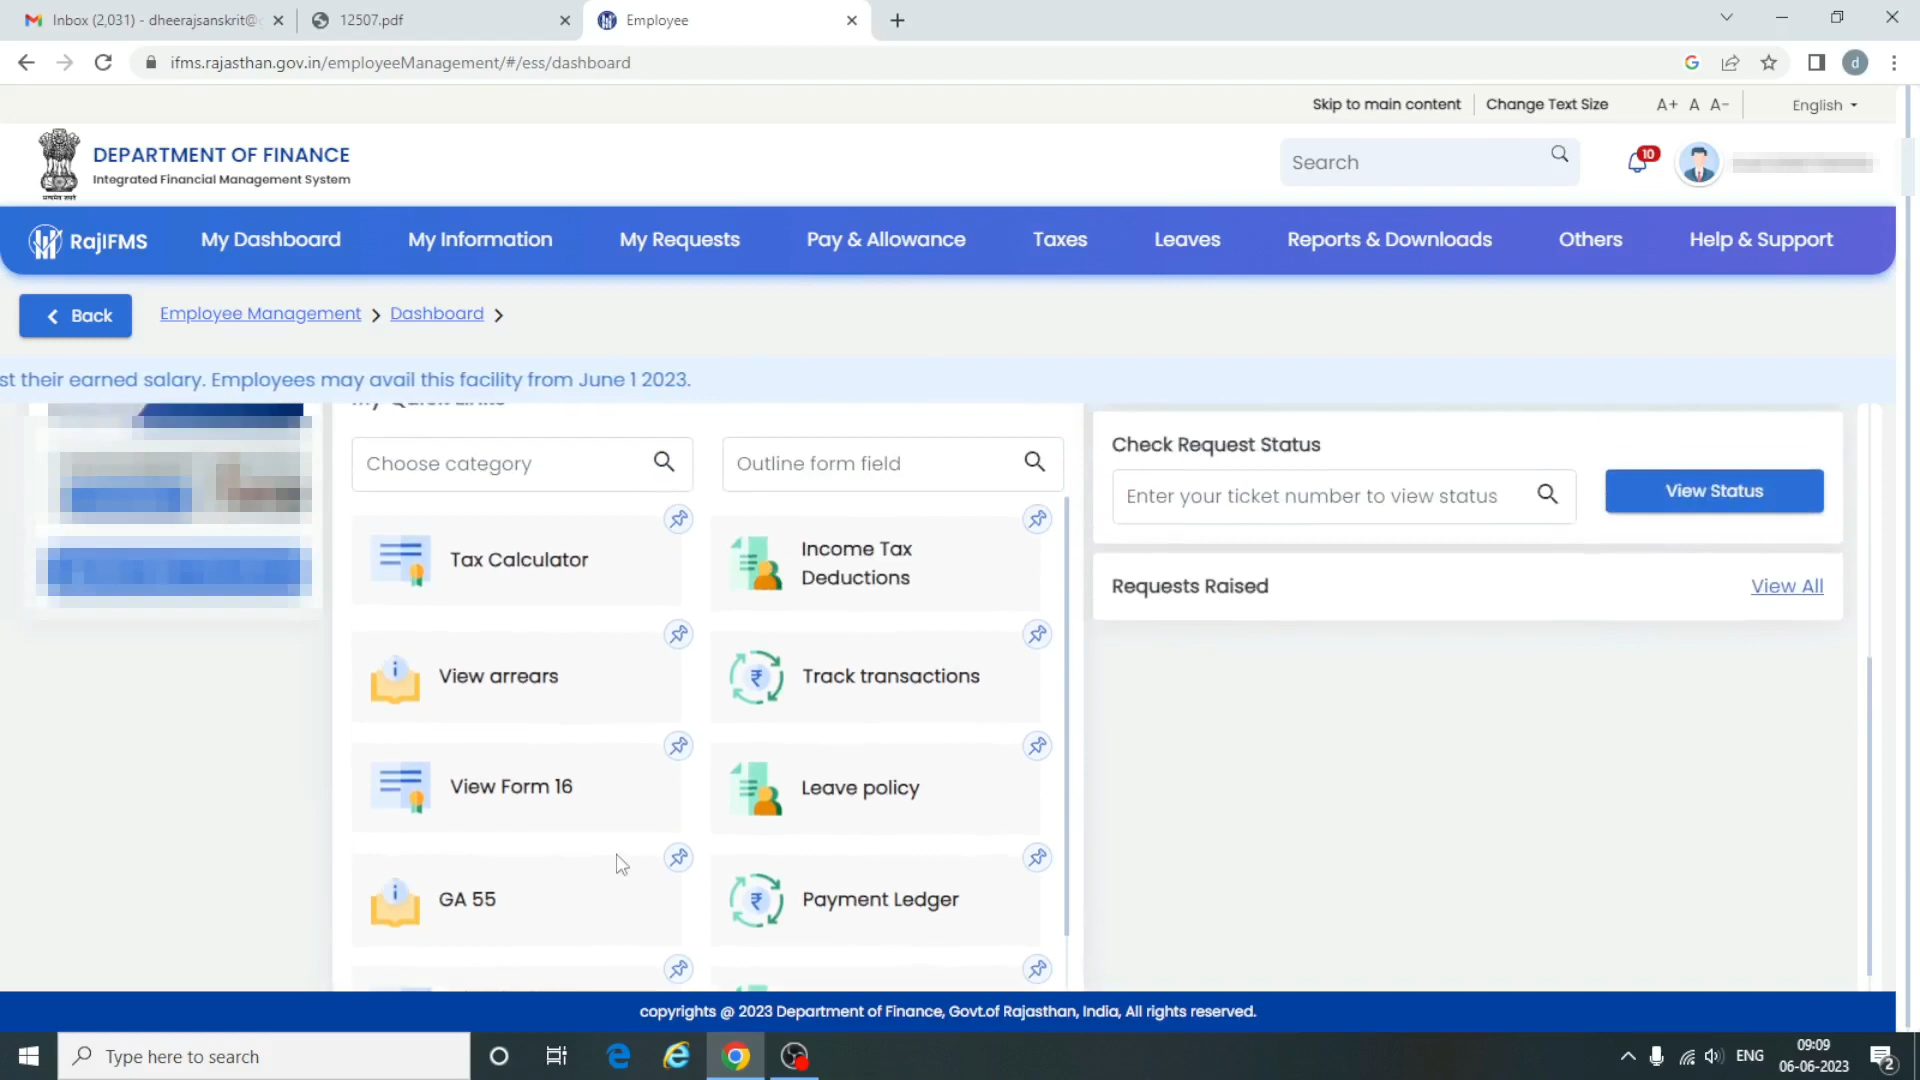 Inbox (2,031) - dheerajsanskrit@
12507.pdf
Employee
ifms.rajasthan.gov.in/employeeManagement/#/ess/dashboard
d
Skip to main content
Change Text Size
A+ A A-
English
DEPARTMENT OF FINANCE
Integrated Financial Management System
सत्यमेव जयते
Search
10
RajIFMS
My Dashboard
My Information
My Requests
Pay & Allowance
Taxes
Leaves
Reports & Downloads
Others
Help & Support
Back
Employee Management
Dashboard
st their earned salary. Employees may avail this facility from June 1 2023.
Choose category
Outline form field
Tax Calculator
Income Tax
Deductions
View arrears
Track transactions
View Form 16
Leave policy
GA 55
Payment Ledger
Check Request Status
Enter your ticket number to view status
View Status
Requests Raised
View All
copyrights @ 2023 Department of Finance, Govt.of Rajasthan, India, All rights reserved.
Type here to search
ENG
09:09
06-06-2023
2